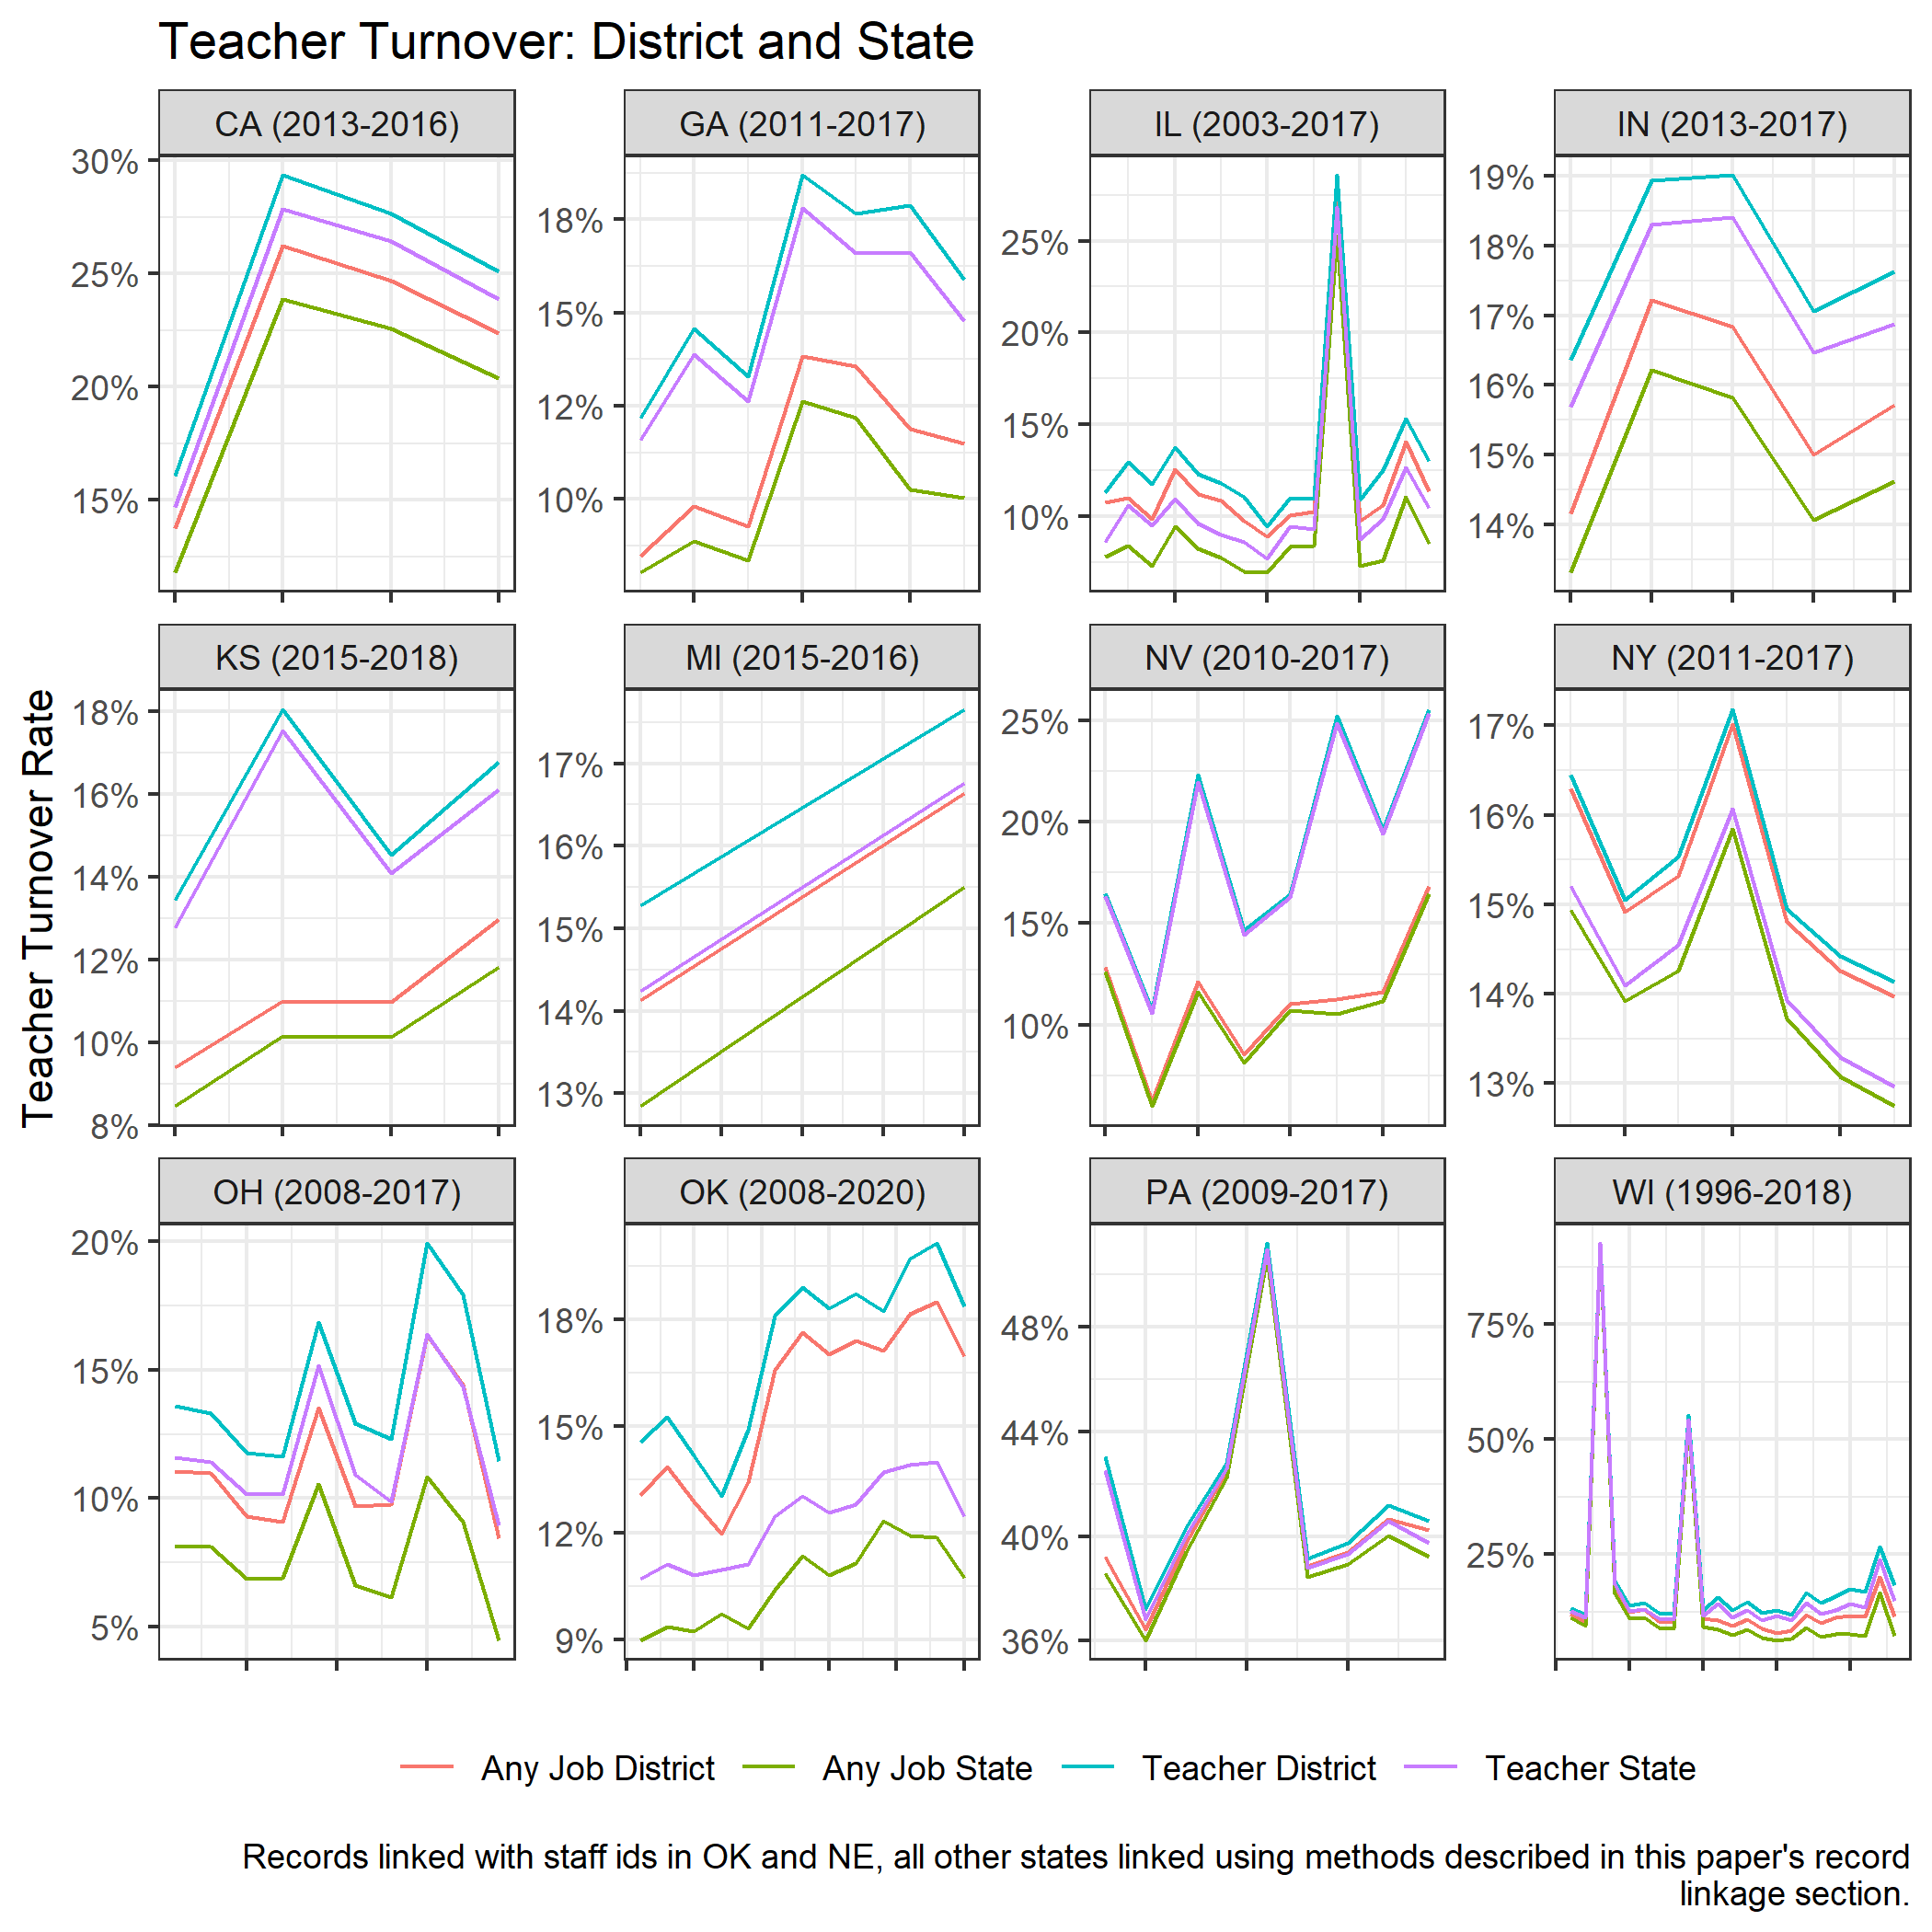 Teacher Turnover: District and State
CA (2013-2016)
GA (2011-2017)
IL (2003-2017)
IN (2013-2017)
30%
25%
20%
15%
18%
15%
12%
10%
25%
20%
15%
10%
19%
18%
17%
16%
15%
14%
Teacher Turnover Rate
KS (2015-2018)
MI (2015-2016)
NV (2010-2017)
NY (2011-2017)
18%
16%
14%
12%
10%
8%
17%
16%
15%
14%
13%
25%
20%
15%
10%
17%
16%
15%
14%
13%
OH (2008-2017)
OK (2008-2020)
PA (2009-2017)
WI (1996-2018)
20%
15%
10%
5%
18%
15%
12%
9%
48%
44%
40%
36%
75%
50%
25%
Any Job District
Any Job State
Teacher District
Teacher State
Records linked with staff ids in OK and NE, all other states linked using methods described in this paper's record
linkage section.